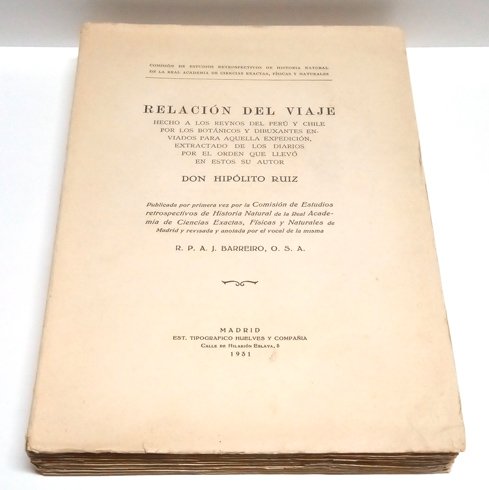 COMISIÓN DE ESTUDIOS RETROSPECTIVOS DE HISTORIA NATURAL
DE LA REAL ACADEMIA DE CIENCIAS EXACTAS, FÍSICAS Y NATURALES
RELACIÓN DEL VIAJE
HECHO A LOS REYNOS DEL PERÚ Y CHILE
POR LOS BOTÁNICOS Y DIBUXANTES EN-
VIADOS PARA AQUELLA EXPEDICIÓN,
EXTRACTADO DE LOS DIARIOS
POR EL ORDEN QUE LLEVÓ
EN ESTOS SU AUTOR
DON HIPÓLITO RUIZ
Publicada por primera vez por la Comisión de Estudios
retrospectivos de Historia Natural de la Real Acade-
mia de Ciencias Exactas, Físicas y Naturales de
Madrid y revisada y anotada por el vocal de la misma
R. P. A. J. BARREIRO, O. S. A.
MADRID
EST. TIPOGRÁFICO HUELVES Y COMPAÑÍA
CALLE DE HILARIÓN ESLAVA, 5
1931